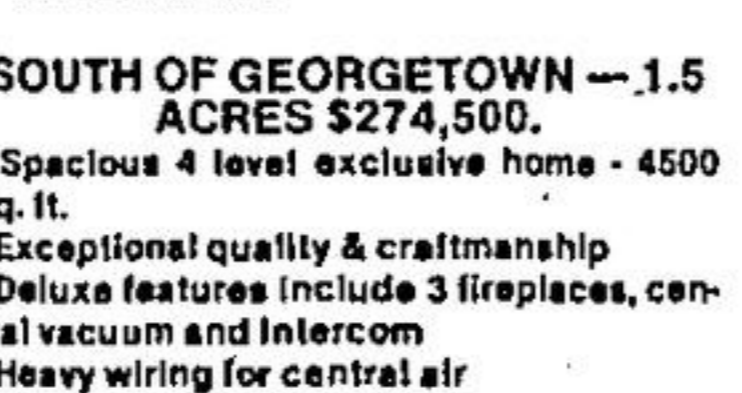 SOUTH OF GEORGETOWN — 1.5
ACRES $274,500.
Spacious 4 level exclusive home - 4500
q. ft.
Exceptional quality & craftmanship
Deluxe features include 3 fireplaces, cen-
al vacuum and intercom
Heavy wiring for central air